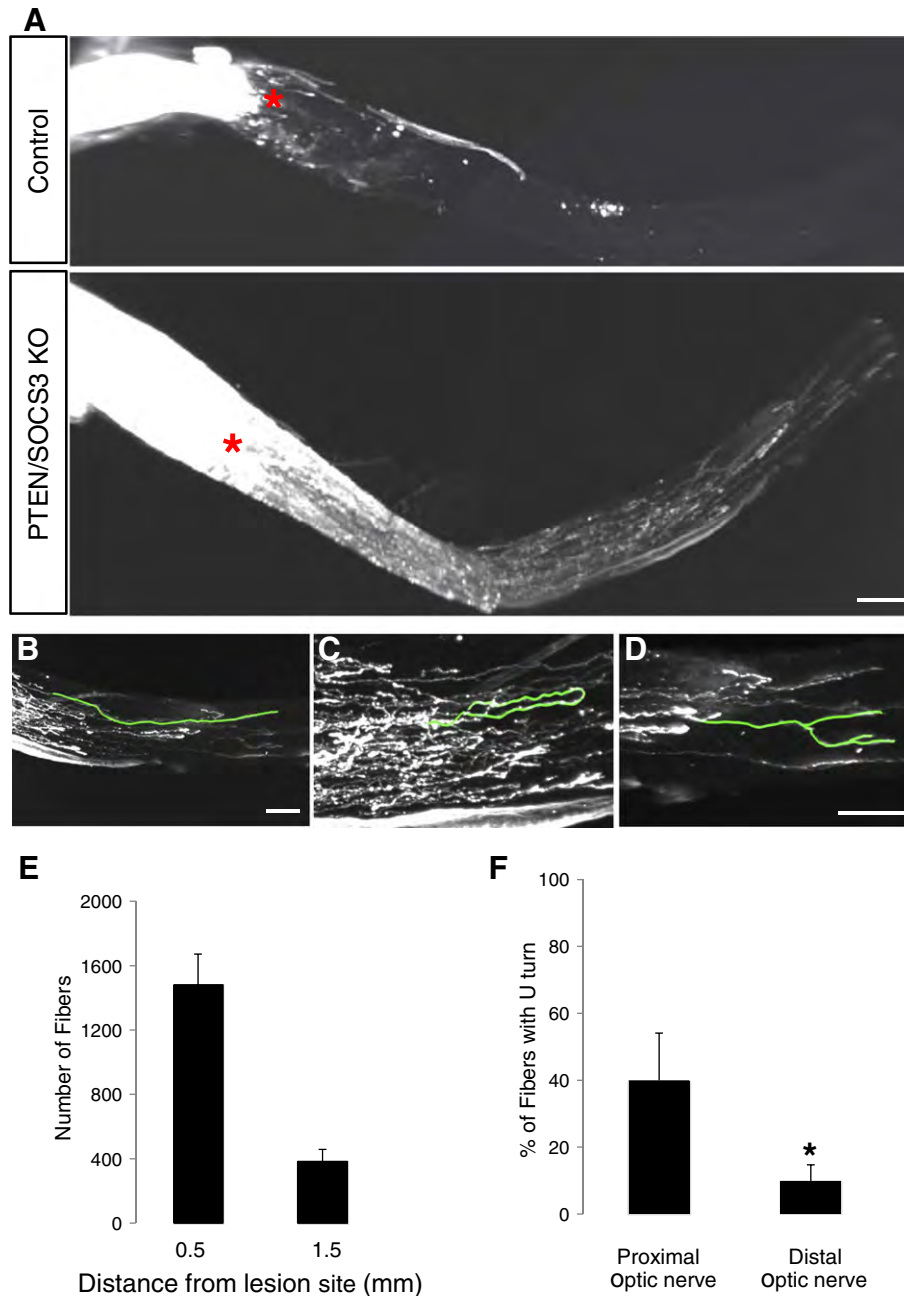 A
Control
*
PTEN/SOCS3 KO
*
B
C
D
E
2000
1600
1200
800
400
0
Number of Fibers
0.5
1.5
Distance from lesion site (mm)
F
100
80
60
40
20
0
% of Fibers with U turn
*
Proximal
Optic nerve
Distal
Optic nerve